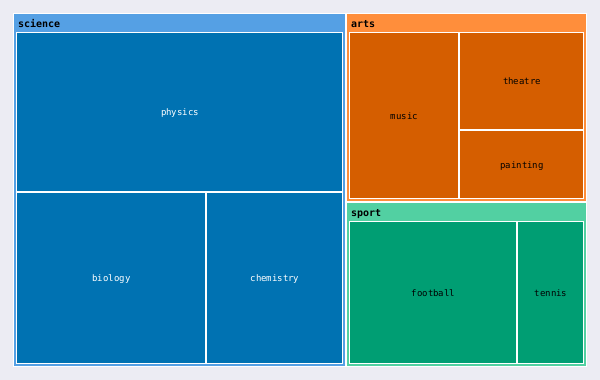 science
physics
biology
chemistry
arts
music
theatre
painting
sport
football
tennis